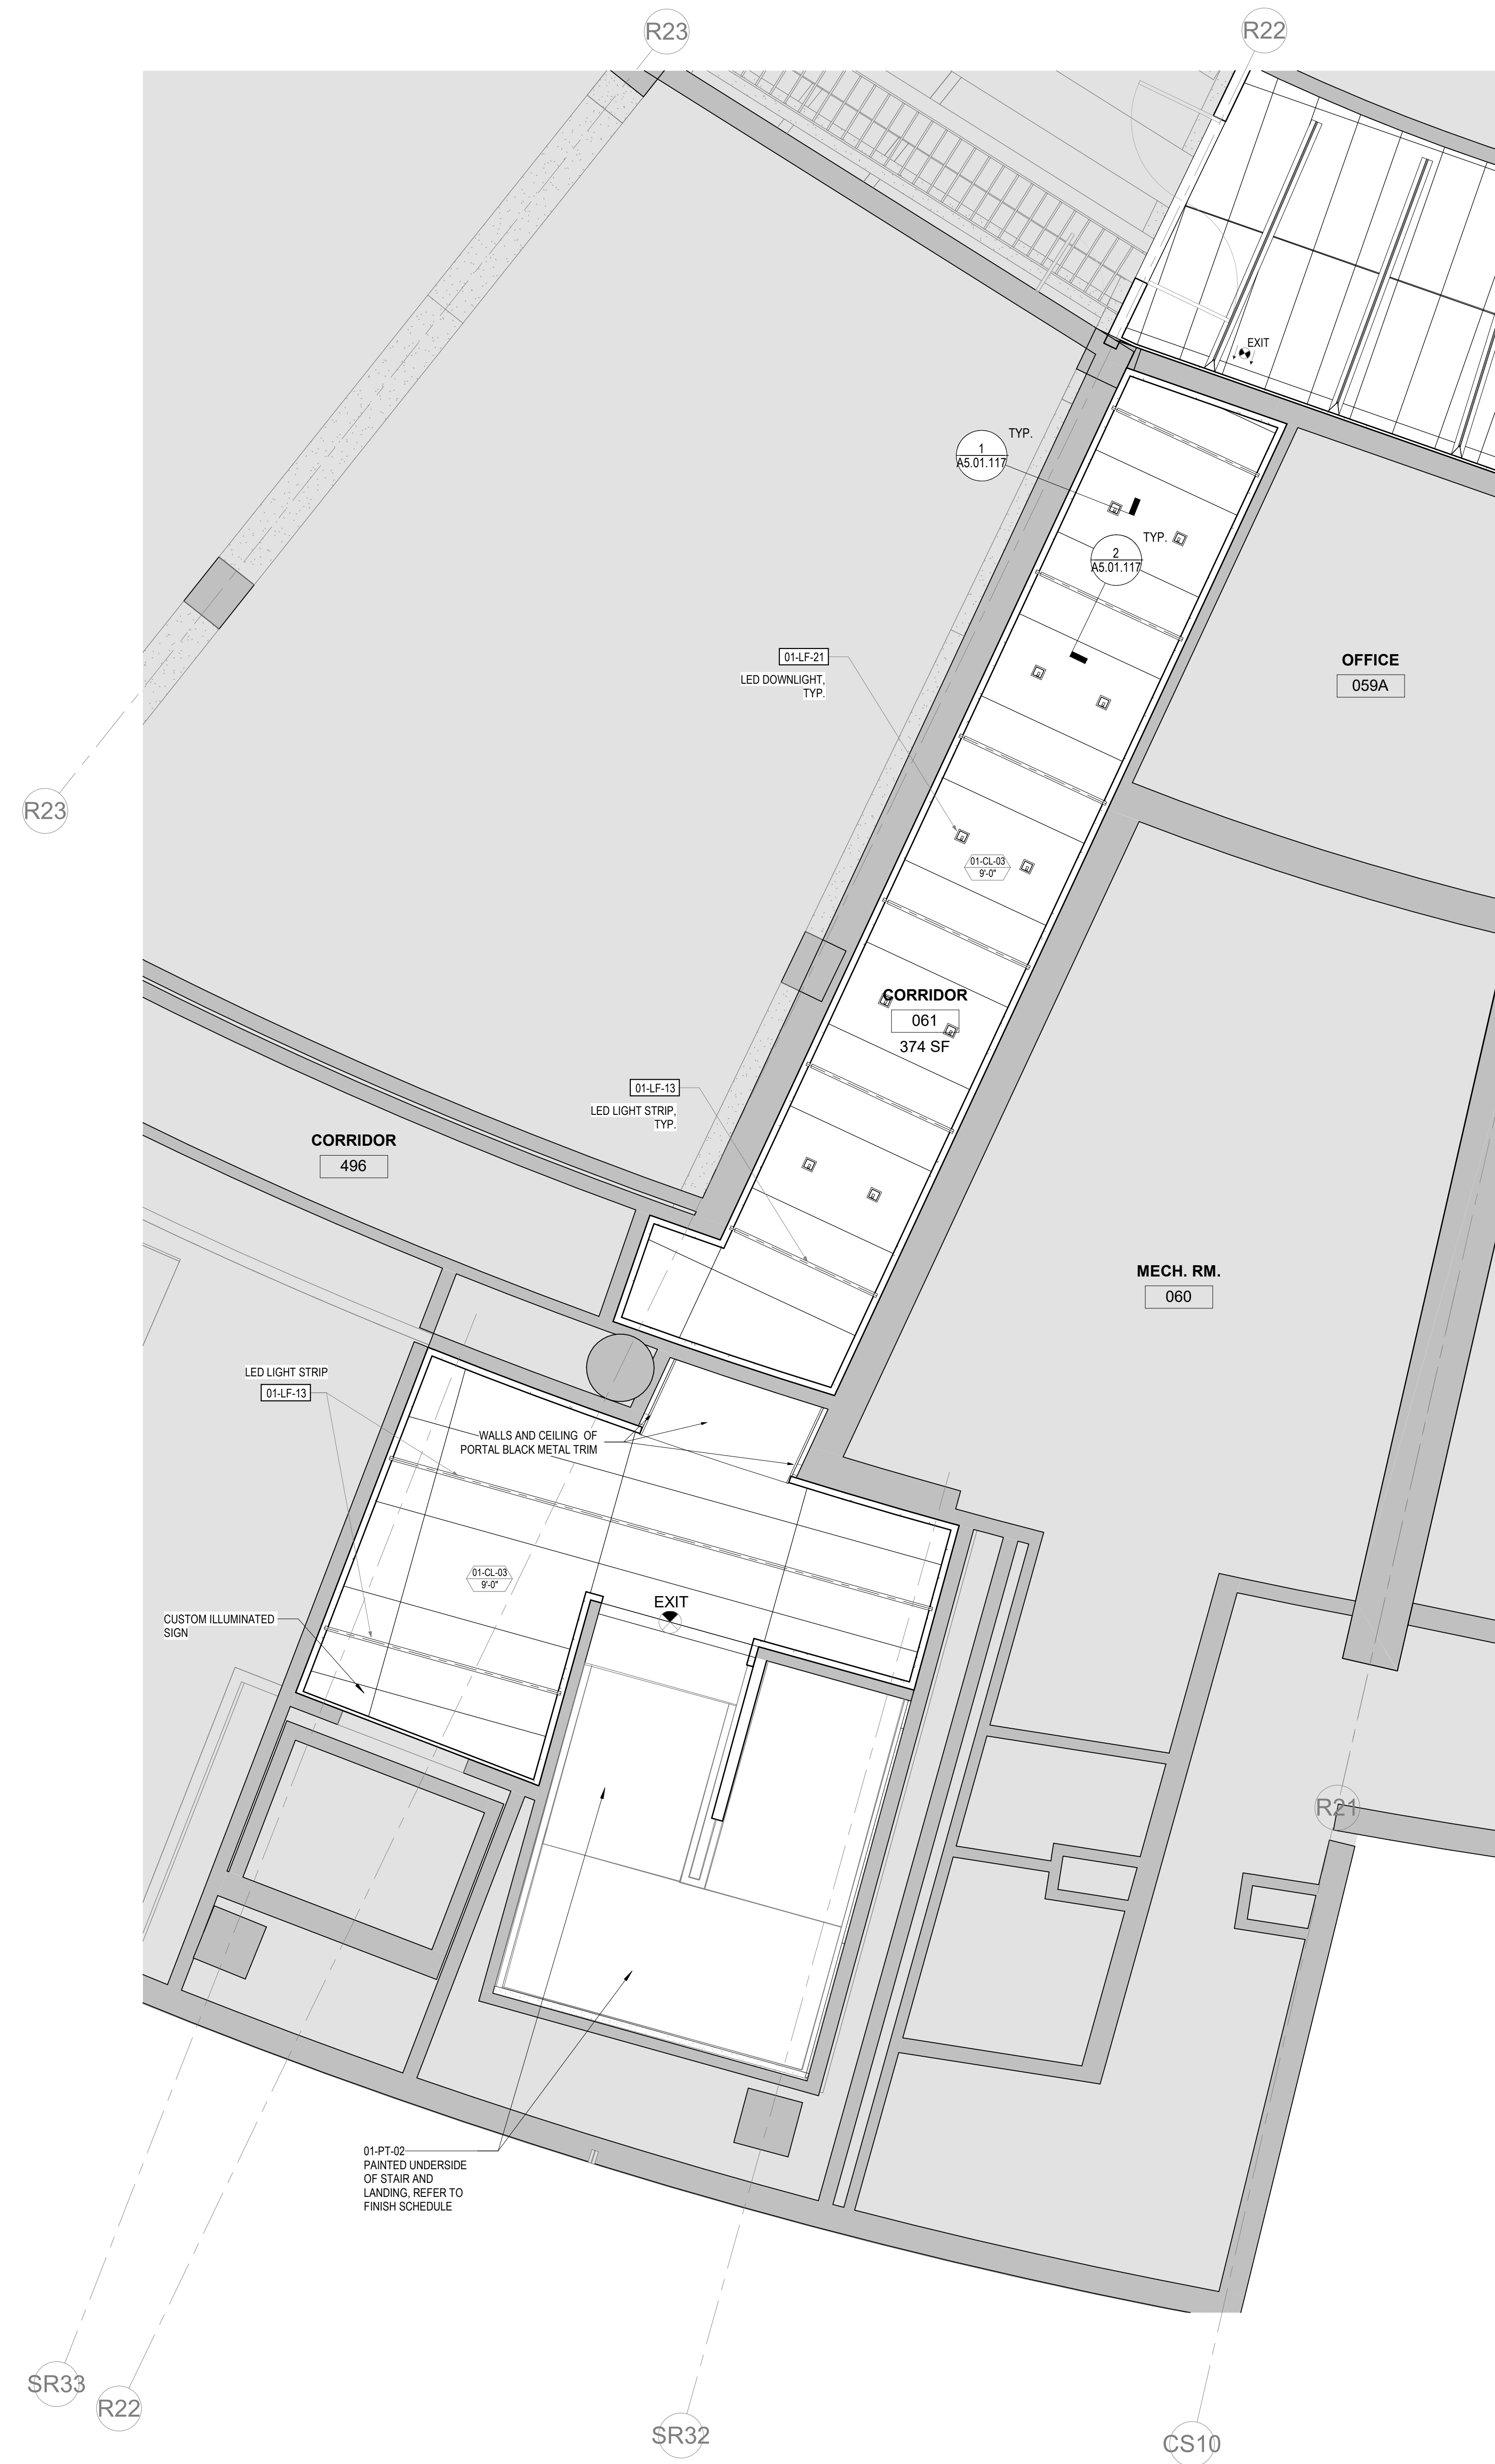 R23
R22
EXIT
1
A5.01.117
TYP.
2
A5.01.117
TYP.
01-LF-21
LED DOWNLIGHT,
TYP.
OFFICE
059A
R23
01-CL-03
9'-0"
CORRIDOR
061
374 SF
01-LF-13
LED LIGHT STRIP,
TYP.
CORRIDOR
496
MECH. RM.
060
LED LIGHT STRIP
01-LF-13
WALLS AND CEILING OF
PORTAL BLACK METAL TRIM
01-CL-03
9'-0"
EXIT
CUSTOM ILLUMINATED
SIGN
R21
01-PT-02
PAINTED UNDERSIDE
OF STAIR AND
LANDING, REFER TO
FINISH SCHEDULE
SR33
R22
SR32
CS10